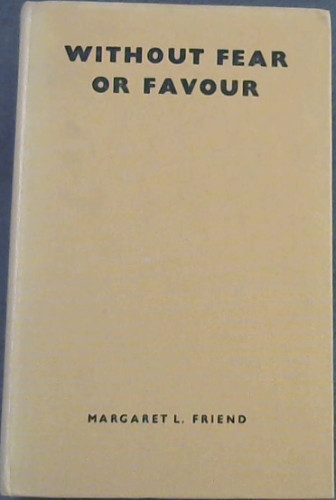 WITHOUT FEAR
OR FAVOUR
MARGARET L. FRIEND